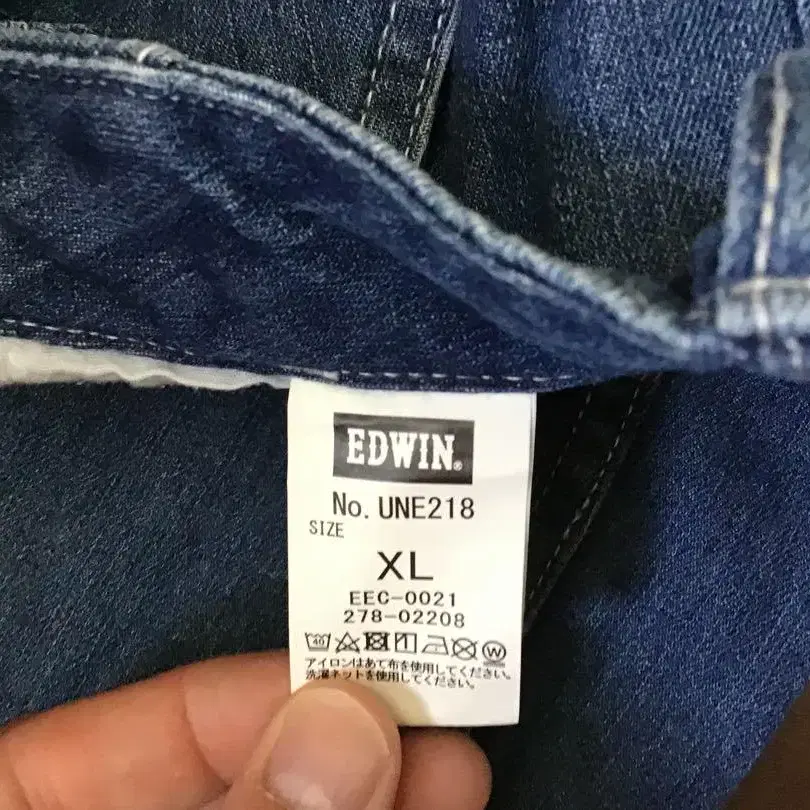 EDWIN®
No. UNE218
SIZE
XL
EEC-0021
278-02208
40 1 W
アイロンはあて布を使用してください。
洗濯ネットを使用してください。